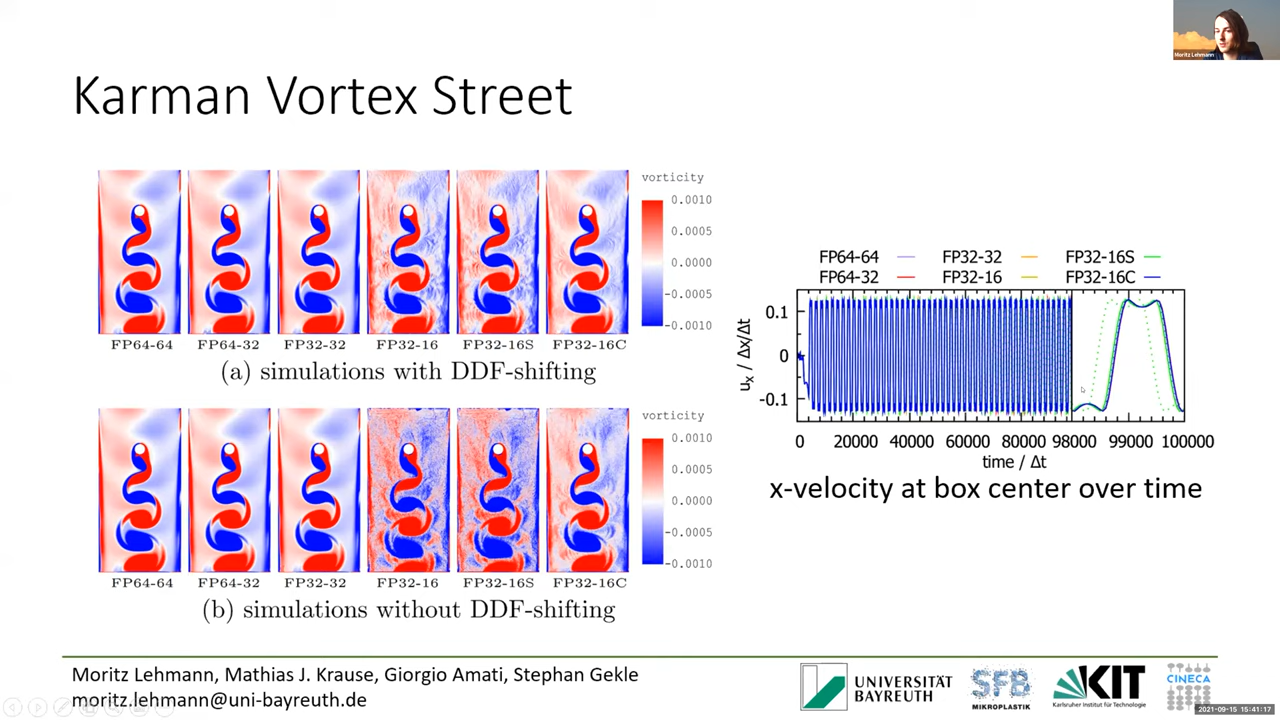 Moritz Lehmann
Karman Vortex Street
vorticity
0.0010
0.0005
0.0000
-0.0005
-0.0010
FP64-64 FP64-32 FP32-32 FP32-16 FP32-16S FP32-16C
(a) simulations with DDF-shifting
vorticity
0.0010
0.0005
0.0000
-0.0005
-0.0010
FP64-64 FP64-32 FP32-32 FP32-16 FP32-16S FP32-16C
(b) simulations without DDF-shifting
FP64-64 FP32-32 FP32-16S
FP64-32 FP32-16 FP32-16C
0.1
0
-0.1
ux / Δx/Δt
0 20000 40000 60000 80000 98000 99000 100000
time / Δt
x-velocity at box center over time
Moritz Lehmann, Mathias J. Krause, Giorgio Amati, Stephan Gekle
moritz.lehmann@uni-bayreuth.de
UNIVERSITÄT
BAYREUTH
SFB
MIKROPLASTIK
KIT
Karlsruher Institut für Technologie
CINECA
2021-09-15 15:41:17